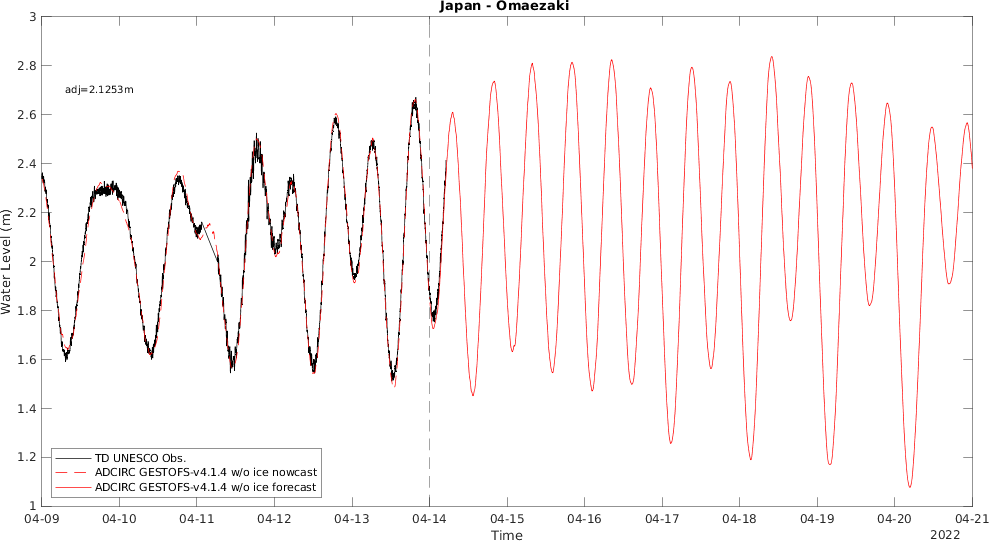 Japan - Omaezaki
3
2.8
2.6
2.4
2.2
2
1.8
1.6
1.4
1.2
1
Water Level (m)
adj=2.1253m
TD UNESCO Obs.
ADCIRC GESTOFS-v4.1.4 w/o ice nowcast
ADCIRC GESTOFS-v4.1.4 w/o ice forecast
04-09 04-10 04-11 04-12 04-13 04-14 04-15 04-16 04-17 04-18 04-19 04-20 04-21
Time
2022